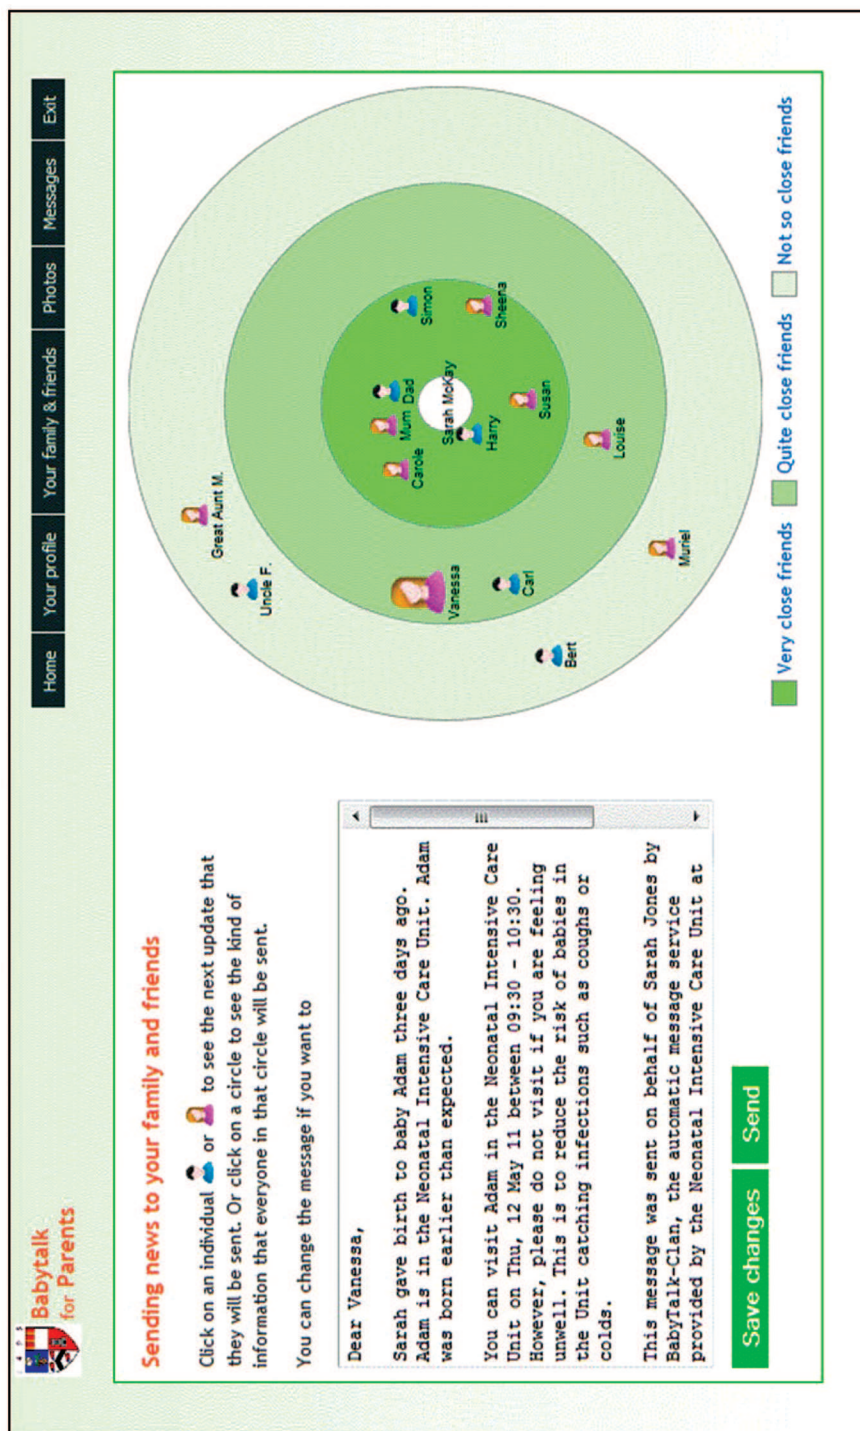 1 4 9 5
Babytalk
for Parents
Home Your profile Your family & friends Photos Messages Exit
Sending news to your family and friends
Click on an individual or to see the next update that
they will be sent. Or click on a circle to see the kind of
information that everyone in that circle will be sent.
You can change the message if you want to
Dear Vanessa,
Sarah gave birth to baby Adam three days ago.
Adam is in the Neonatal Intensive Care Unit. Adam
was born earlier than expected.
You can visit Adam in the Neonatal Intensive Care
Unit on Thu, 12 May 11 between 09:30 - 10:30.
However, please do not visit if you are feeling
unwell. This is to reduce the risk of babies in
the Unit catching infections such as coughs or
colds.
This message was sent on behalf of Sarah Jones by
BabyTalk-Clan, the automatic message service
provided by the Neonatal Intensive Care Unit at
Save changes
Send
Great Aunt M.
Uncle F.
Carole
Mum
Dad
Simon
Sarah McKay
Harry
Sheena
Susan
Vanessa
Carl
Louise
Bert
Muriel
Very close friends
Quite close friends
Not so close friends